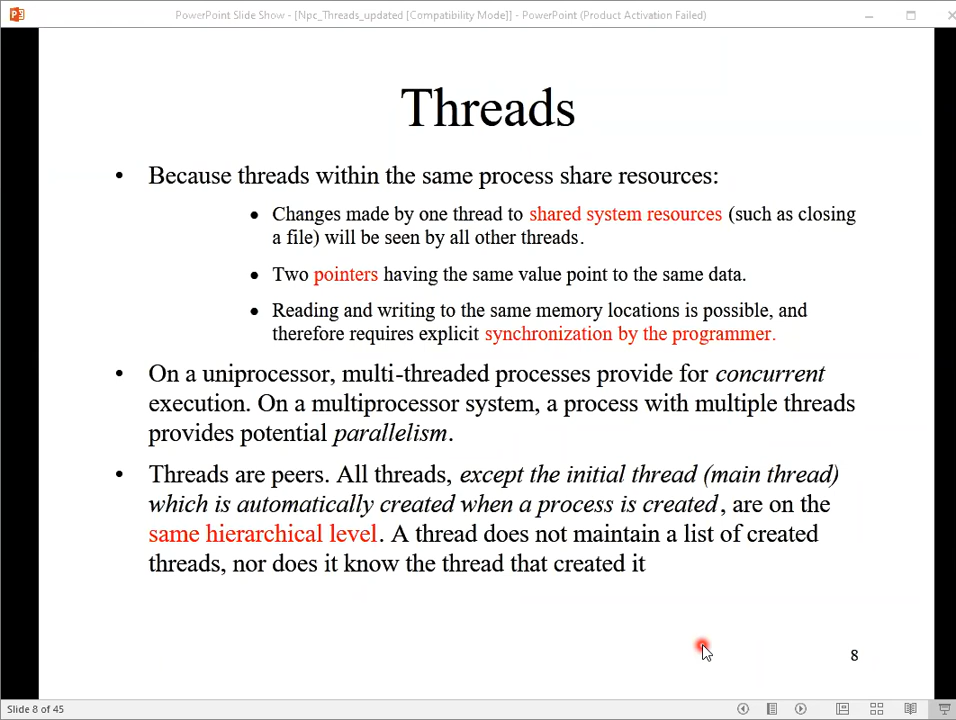 PowerPoint Slide Show - [Npc_Threads_updated [Compatibility Mode]] - PowerPoint (Product Activation Failed)
Threads
• Because threads within the same process share resources:
• Changes made by one thread to shared system resources (such as closing
a file) will be seen by all other threads.
• Two pointers having the same value point to the same data.
• Reading and writing to the same memory locations is possible, and
therefore requires explicit synchronization by the programmer.
• On a uniprocessor, multi-threaded processes provide for concurrent
execution. On a multiprocessor system, a process with multiple threads
provides potential parallelism.
• Threads are peers. All threads, except the initial thread (main thread)
which is automatically created when a process is created, are on the
same hierarchical level. A thread does not maintain a list of created
threads, nor does it know the thread that created it
8
Slide 8 of 45